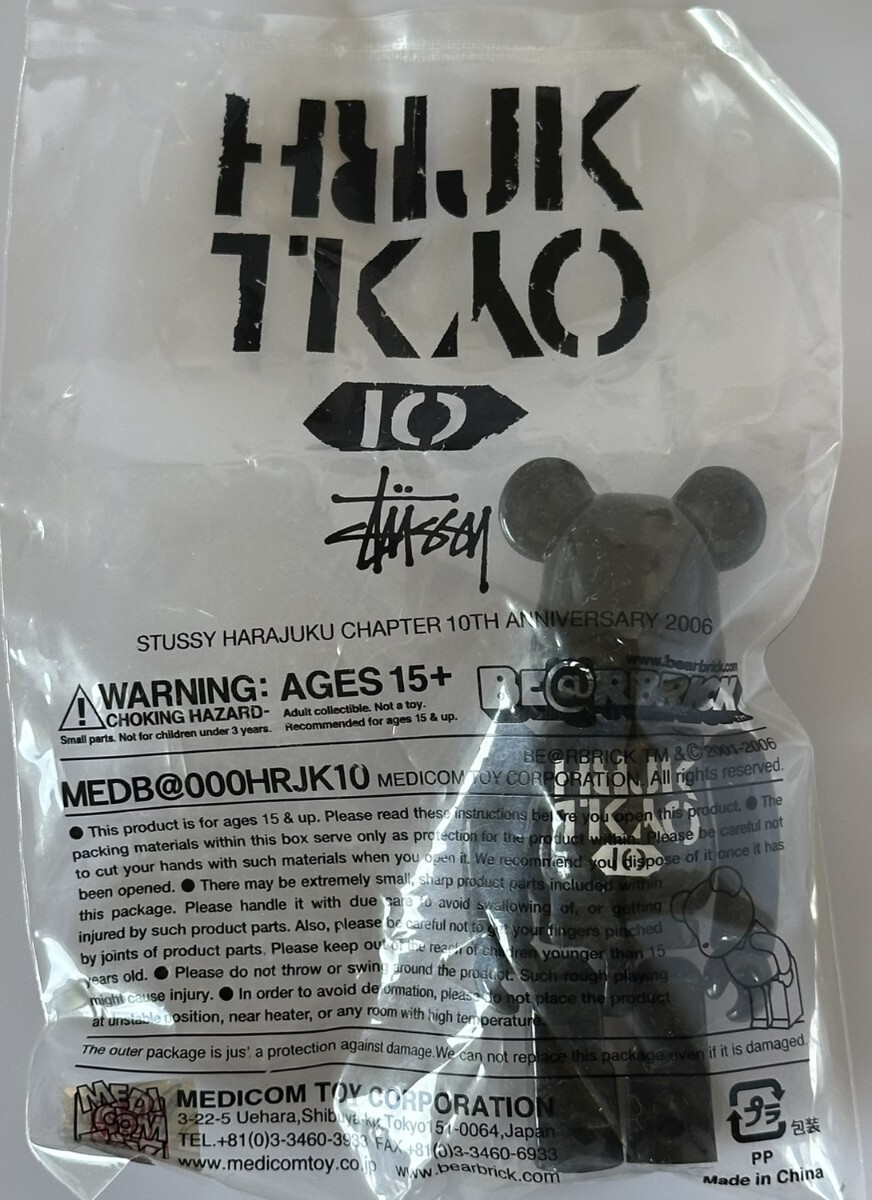 HRJK
TKYO
10
stüssy
STUSSY HARAJUKU CHAPTER 10TH ANNIVERSARY 2006
WARNING: AGES 15+
CHOKING HAZARD- Adult collectible. Not a toy.
Small parts. Not for children under 3 years. Recommended for ages 15 & up.
www.bearbrick.com
BE@RBRICK
BE@RBRICK TM & © 2001-2006
MEDB@000HRJK10 MEDICOM TOY CORPORATION, All rights reserved.
HRJK
TKYO
10
● This product is for ages 15 & up. Please read these instructions before you open this product. ● The
packing materials within this box serve only as protection for the product within. Please be careful not
to cut your hands with such materials when you open it. We recommend you dispose of it once it has
been opened. ● There may be extremely small, sharp product parts included within
this package. Please handle it with due care to avoid swallowing of, or getting
injured by such product parts. Also, please be careful not to get your fingers pinched
by joints of product parts. Please keep out of the reach of children younger than 15
years old. ● Please do not throw or swing around the product. Such rough playing
might cause injury. ● In order to avoid deformation, please do not place the product
at unstable position, near heater, or any room with high temperature.
The outer package is jus' a protection against damage. We can not replace this package even if it is damaged.
MEDICOM
MEDICOM TOY CORPORATION
3-22-5 Uehara, Shibuya-ku, Tokyo 151-0064, Japan
TEL.+81(0)3-3460-3933 FAX +81(0)3-3460-6933
www.medicomtoy.co.jp www.bearbrick.com
プラ
包装
PP
Made in China